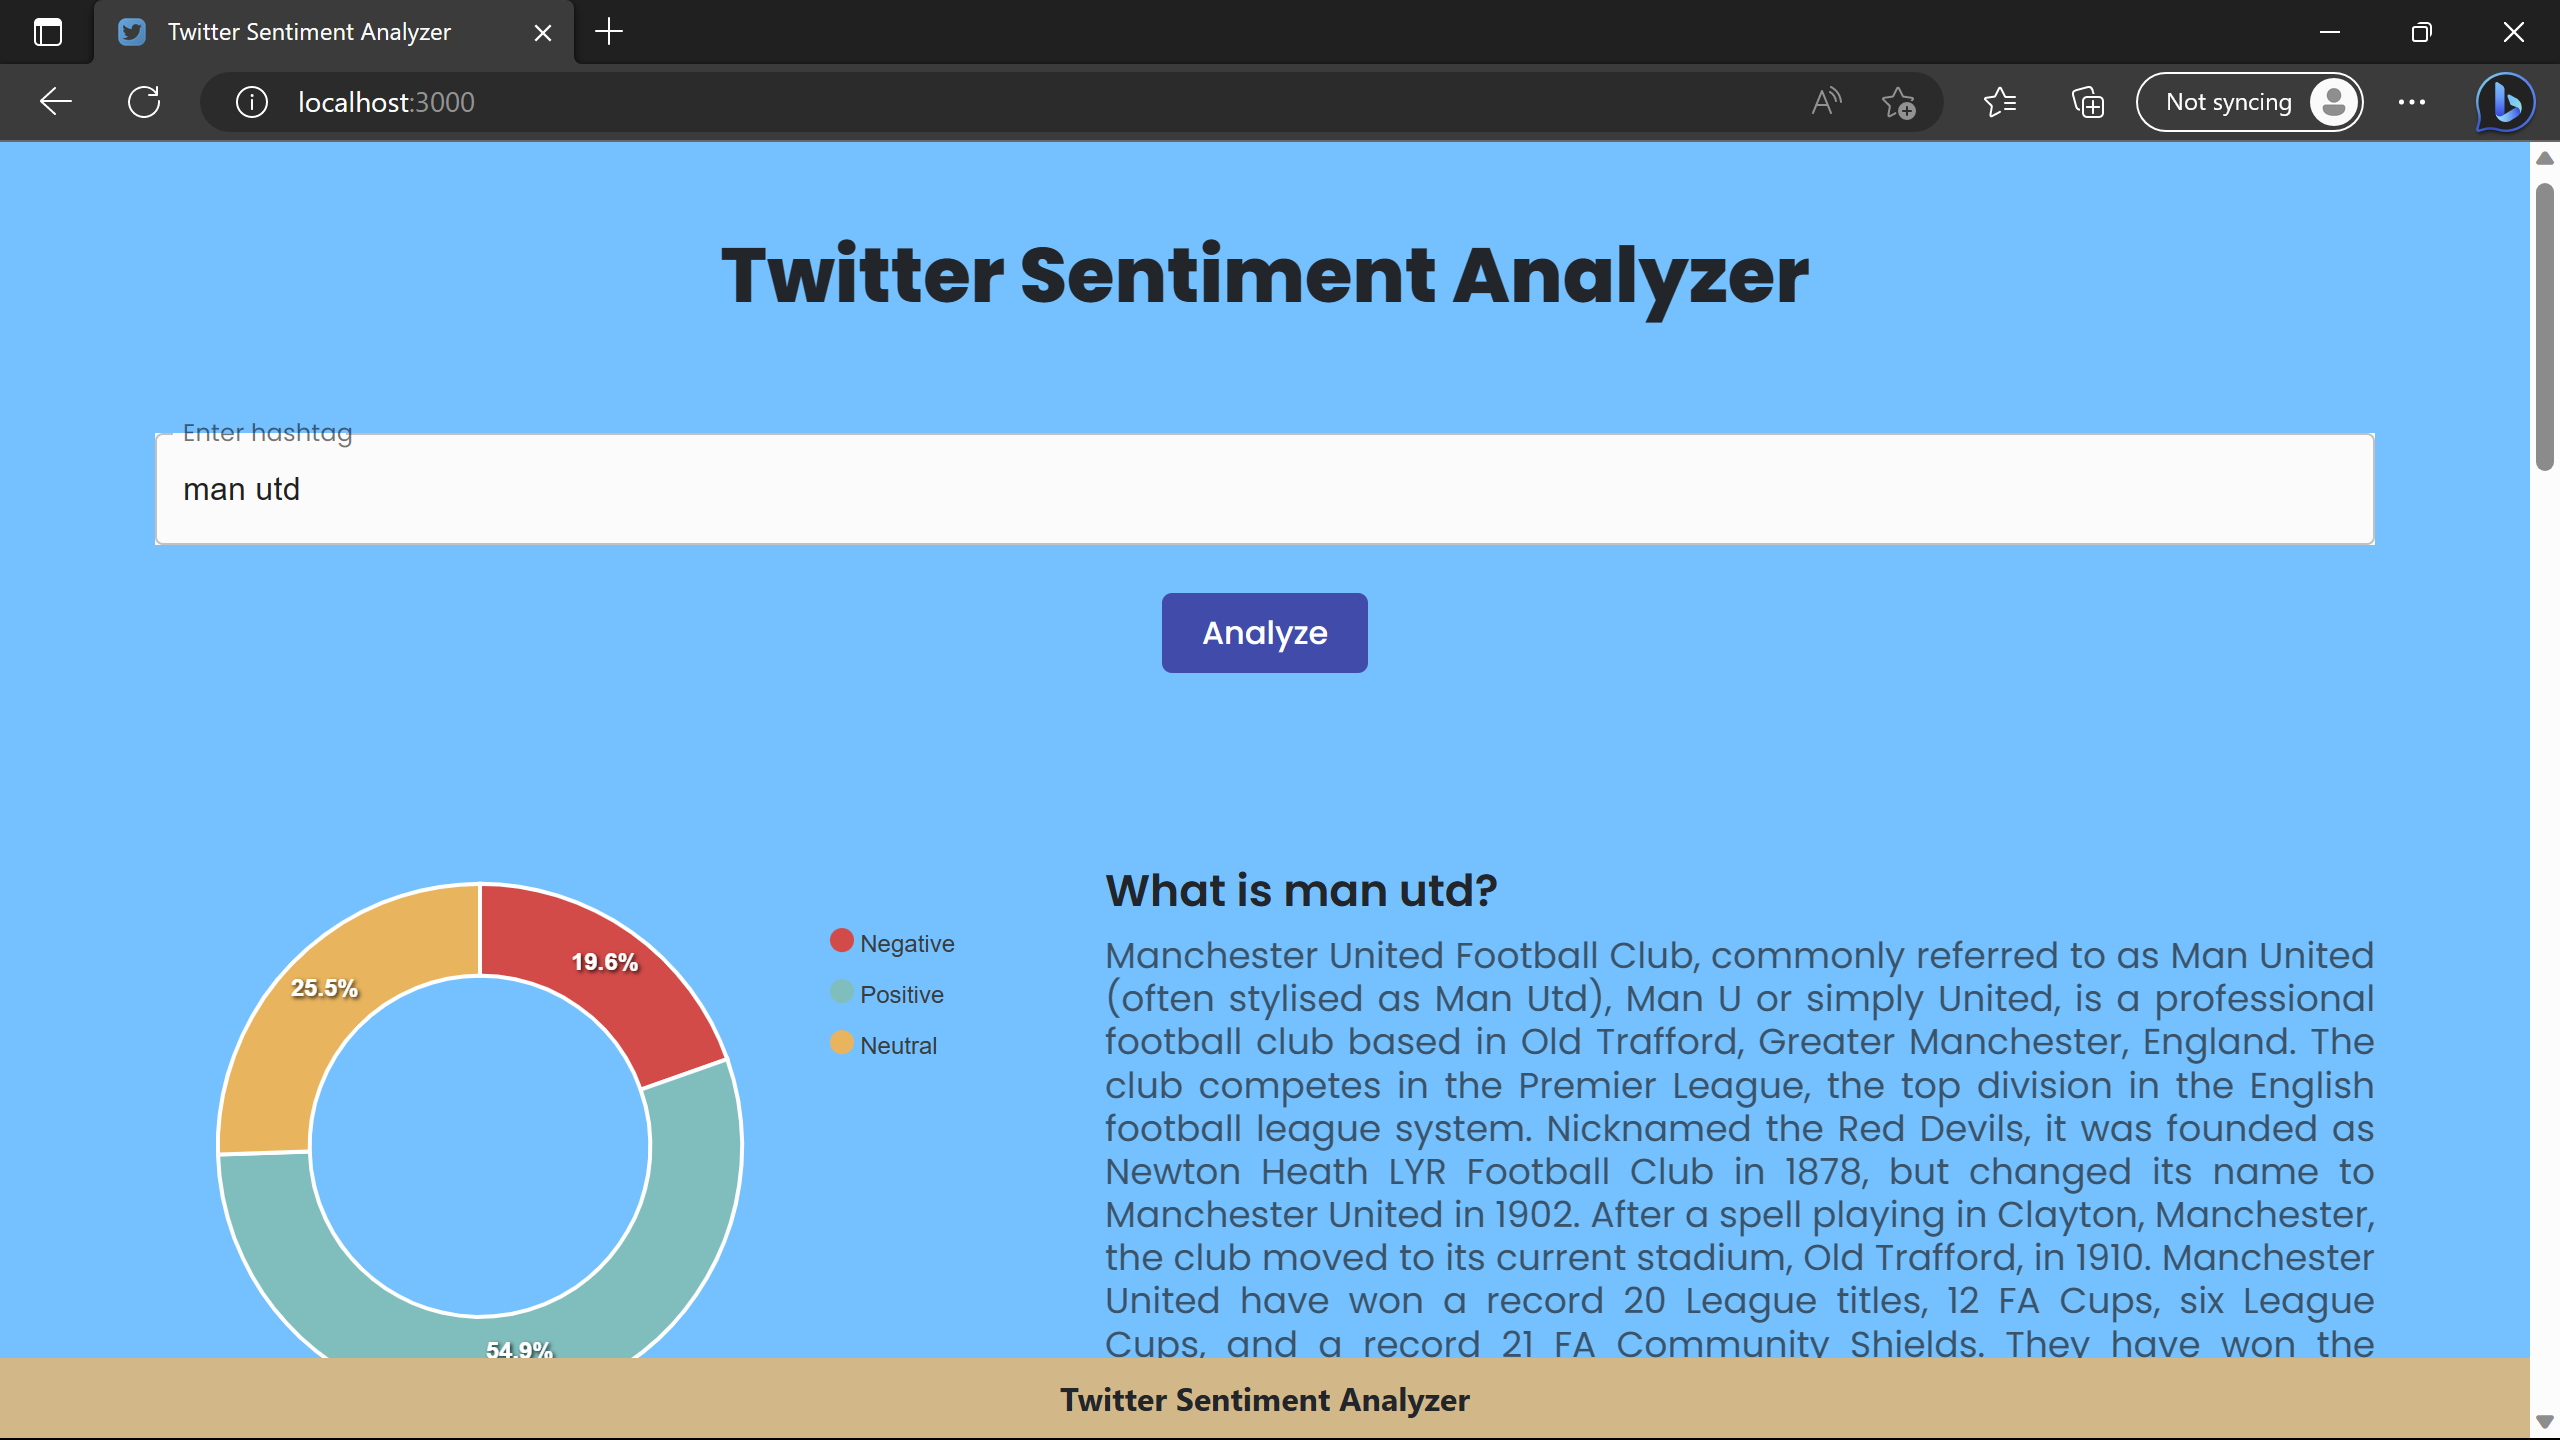 Twitter Sentiment Analyzer
localhost:3000
Not syncing
Twitter Sentiment Analyzer
Enter hashtag
man utd
Analyze
19.6%
25.5%
54.9%
Negative
Positive
Neutral
What is man utd?
Manchester United Football Club, commonly referred to as Man United
(often stylised as Man Utd), Man U or simply United, is a professional
football club based in Old Trafford, Greater Manchester, England. The
club competes in the Premier League, the top division in the English
football league system. Nicknamed the Red Devils, it was founded as
Newton Heath LYR Football Club in 1878, but changed its name to
Manchester United in 1902. After a spell playing in Clayton, Manchester,
the club moved to its current stadium, Old Trafford, in 1910. Manchester
United have won a record 20 League titles, 12 FA Cups, six League
Cups, and a record 21 FA Community Shields. They have won the
Twitter Sentiment Analyzer